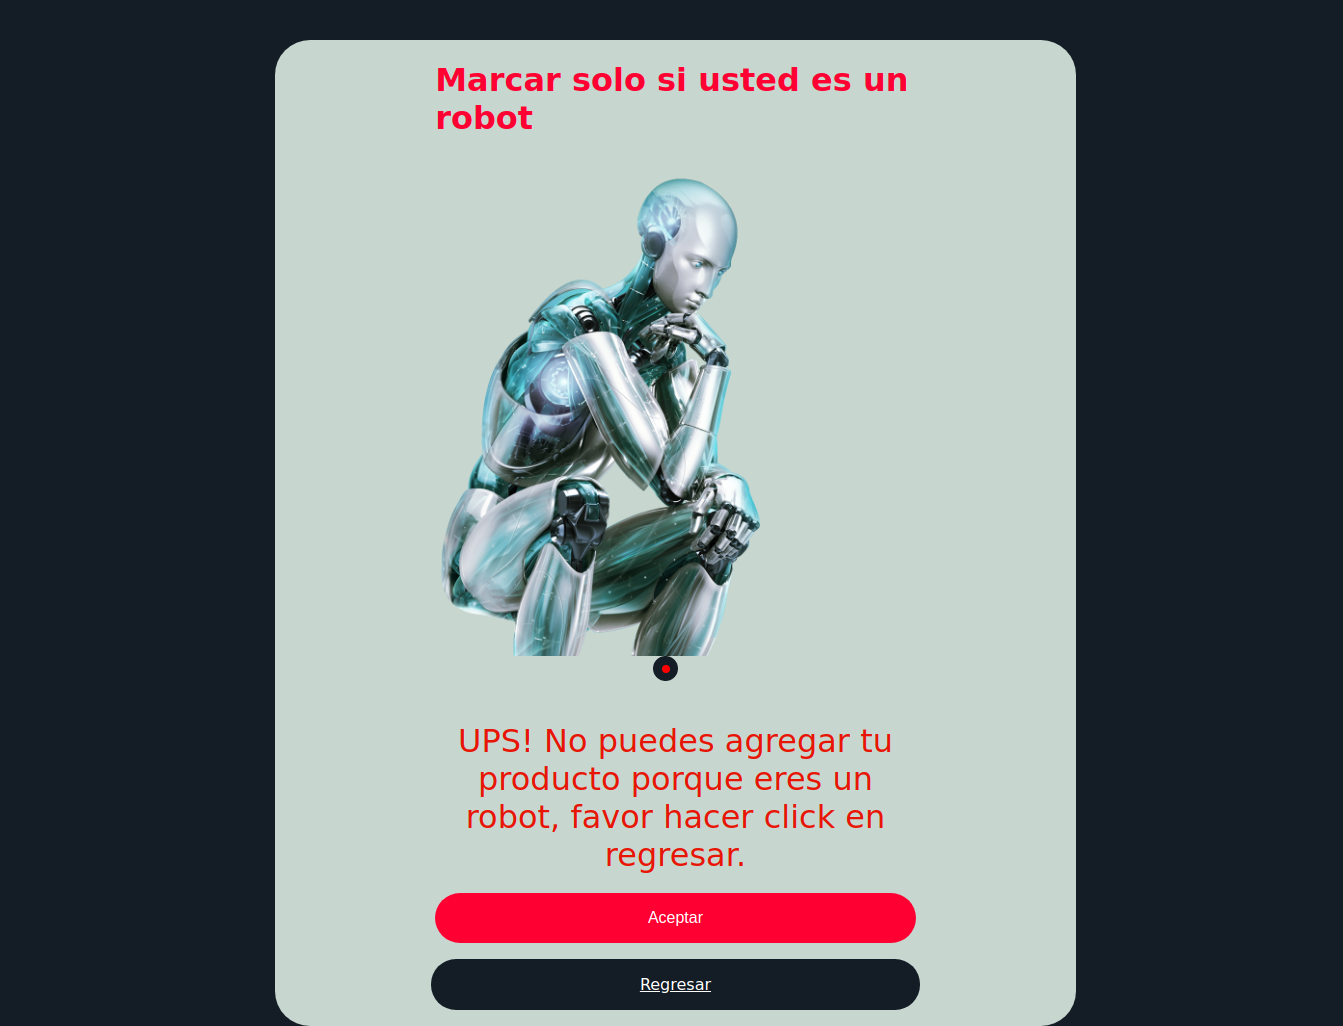 Marcar solo si usted es un
robot
UPS! No puedes agregar tu
producto porque eres un
robot, favor hacer click en
regresar.
Aceptar
Regresar